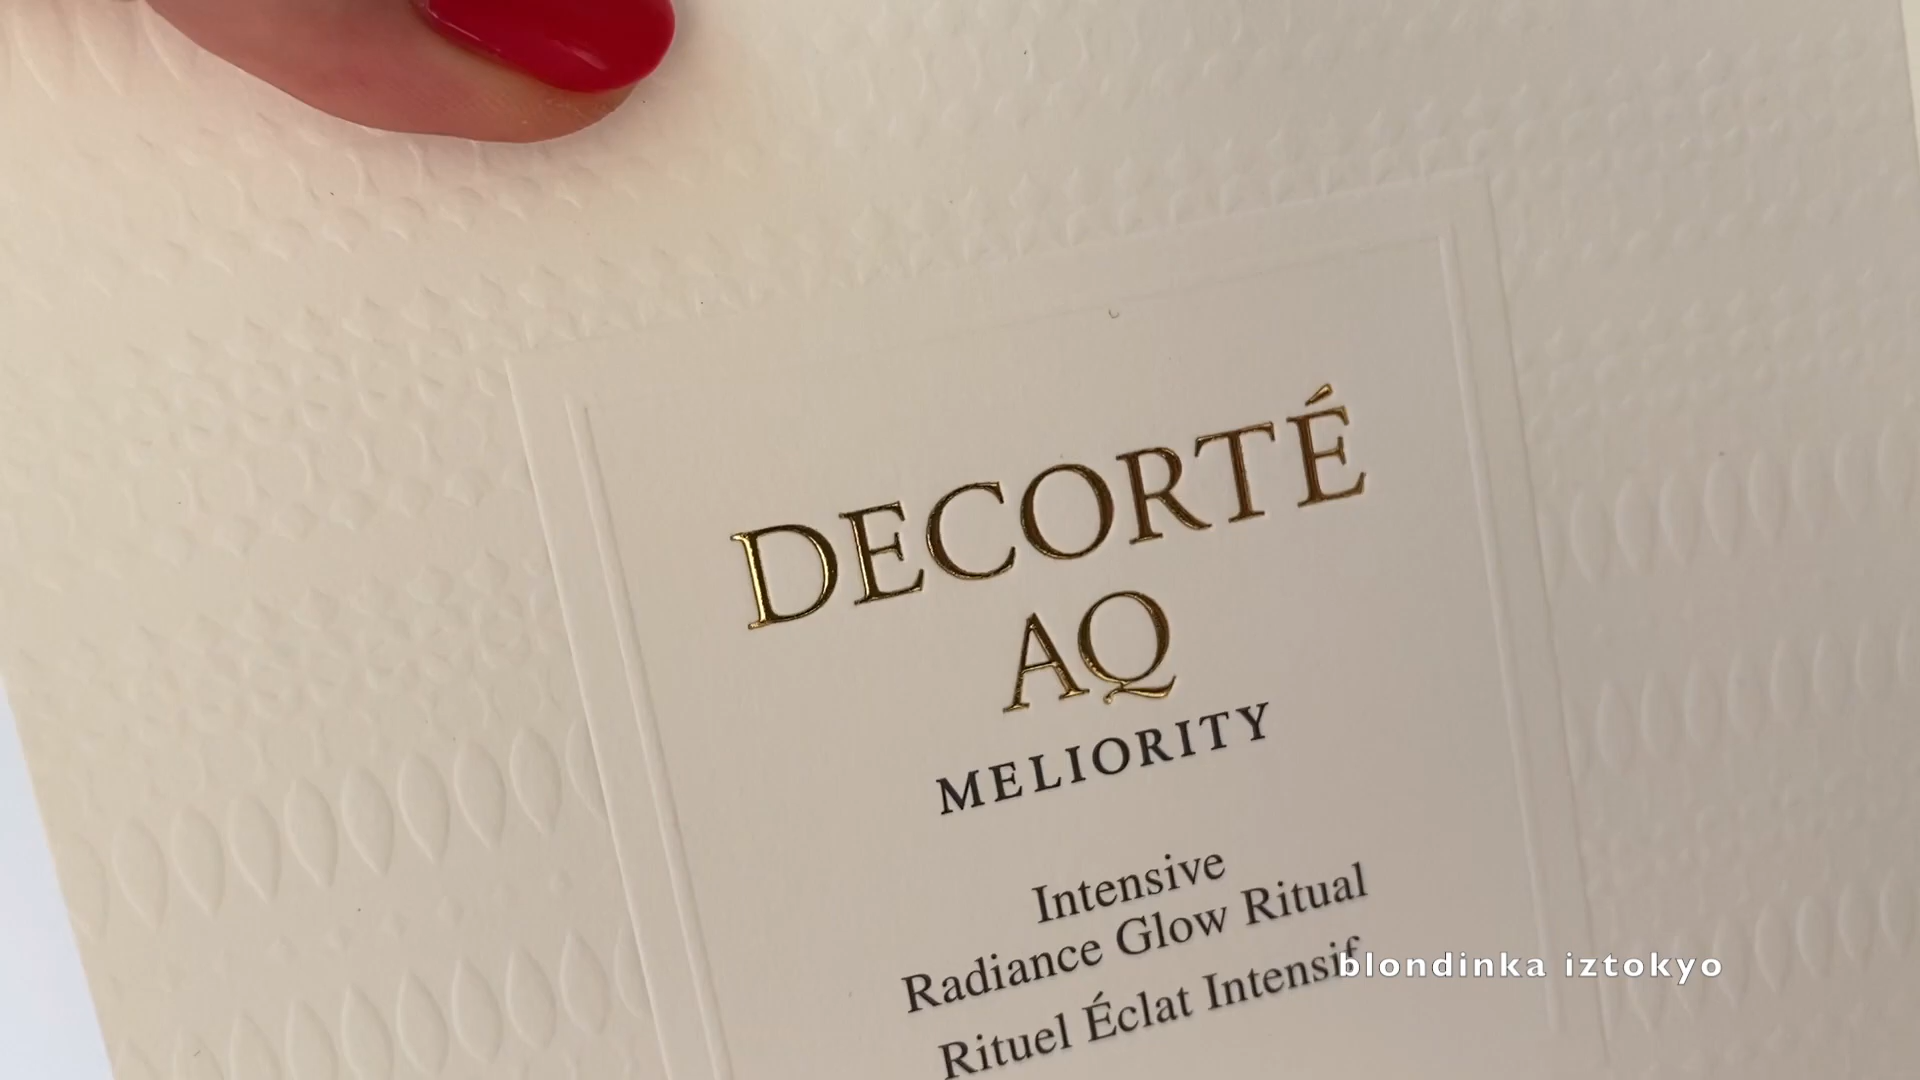 DECORTÉ
AQ
MELIORITY
Intensive
Radiance Glow Ritual
Rituel Éclat Intensif
blondinka iztokyo